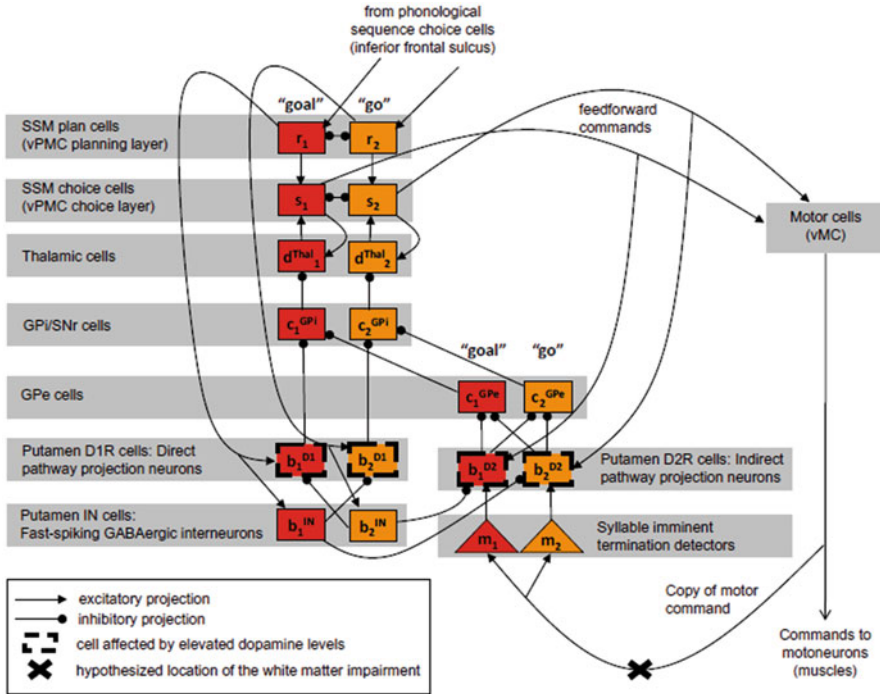 from phonological
sequence choice cells
(inferior frontal sulcus)
“goal” “go”
SSM plan cells
(vPMC planning layer)
r1 r2
feedforward
commands
SSM choice cells
(vPMC choice layer)
s1 s2
Motor cells
(vMC)
Thalamic cells
dThal1 dThal2
GPi/SNr cells
c1GPi c2GPi
“goal” “go”
GPe cells
c1GPe c2GPe
Putamen D1R cells: Direct
pathway projection neurons
b1D1 b2D1
b1D2 b2D2
Putamen D2R cells: Indirect
pathway projection neurons
Putamen IN cells:
Fast-spiking GABAergic interneurons
b1IN b2IN
m1 m2
Syllable imminent
termination detectors
Copy of motor
command
Commands to
motoneurons
(muscles)
excitatory projection
inhibitory projection
cell affected by elevated dopamine levels
hypothesized location of the white matter impairment